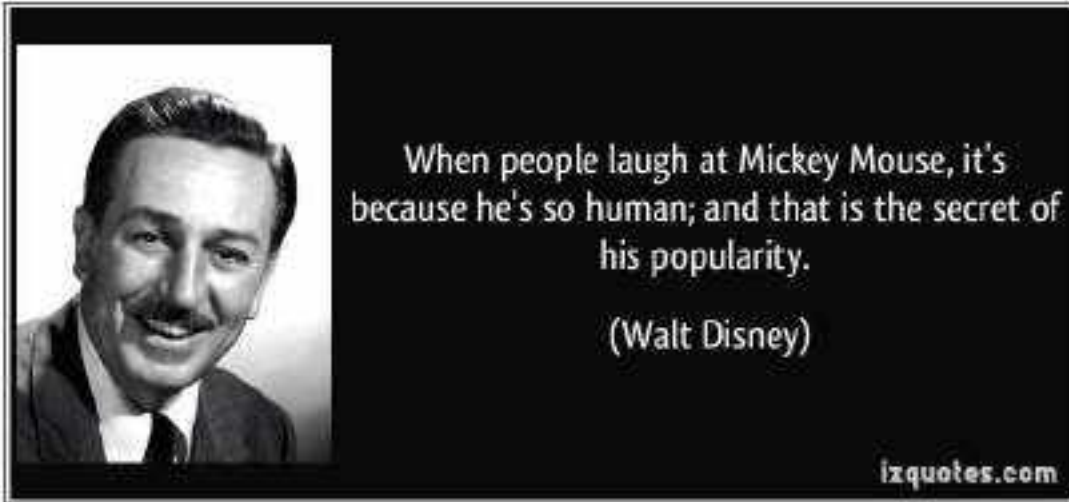 When people laugh at Mickey Mouse, it's
because he's so human; and that is the secret of
his popularity.
(Walt Disney)
izquotes.com